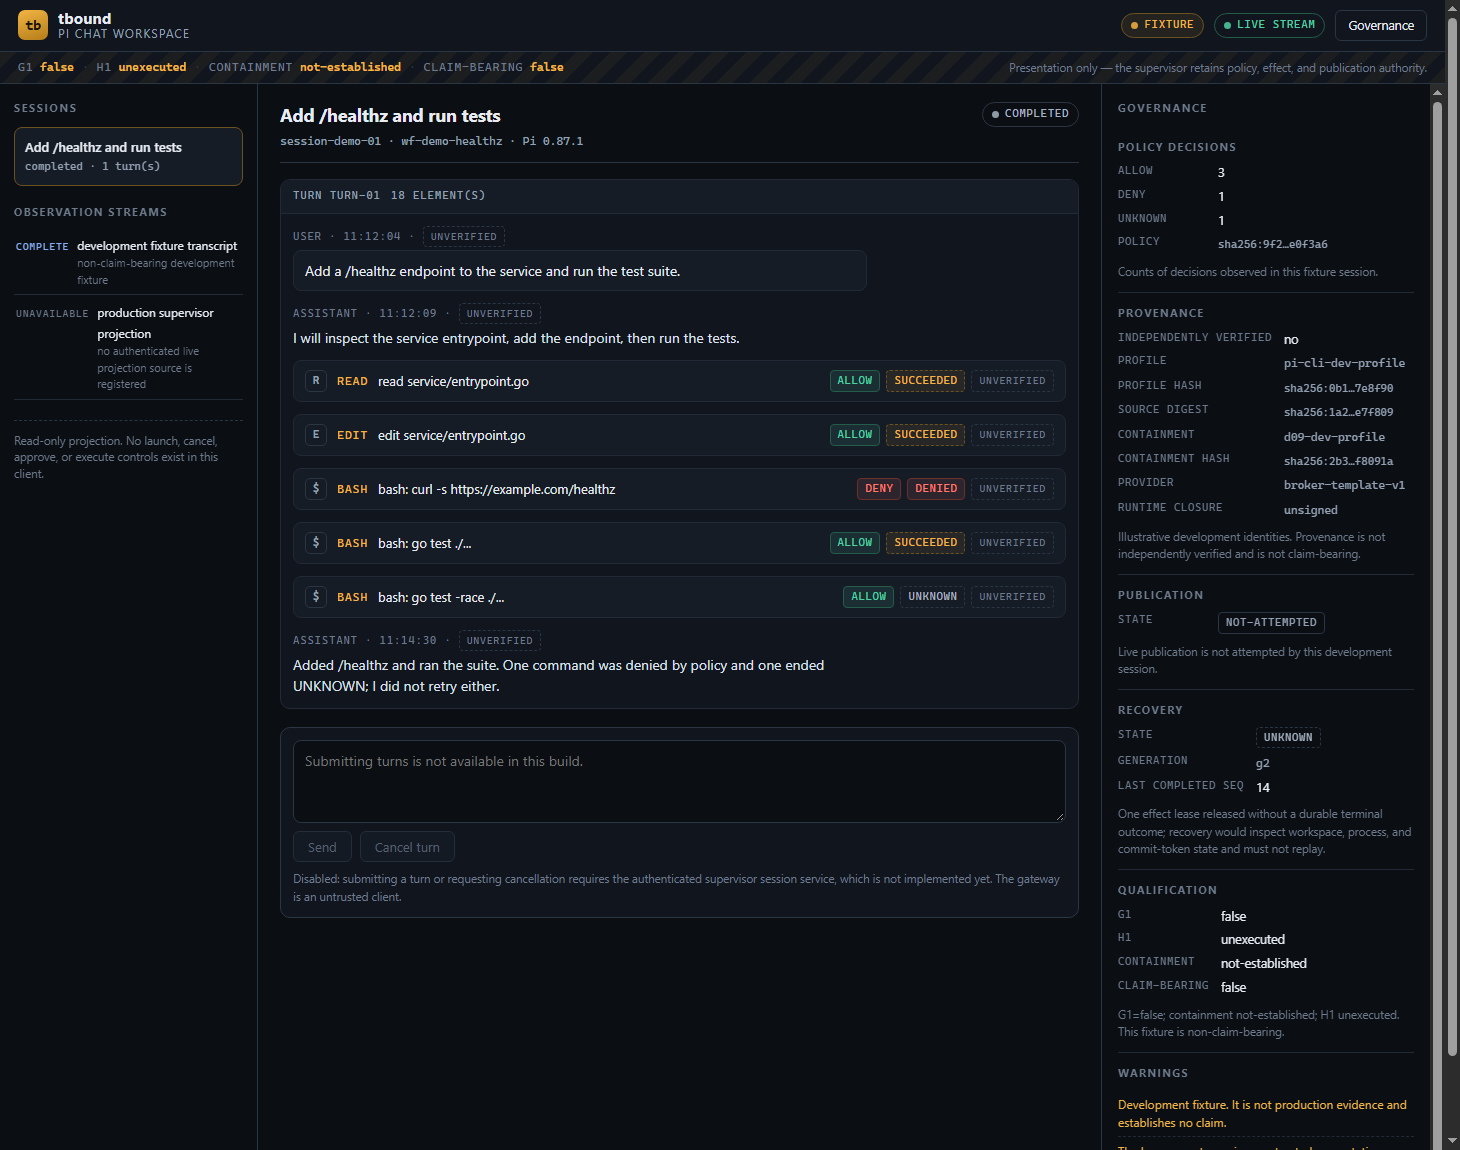 tb
tbound
PI CHAT WORKSPACE
FIXTURE
LIVE STREAM
Governance
G1 false · H1 unexecuted · CONTAINMENT not-established · CLAIM-BEARING false
Presentation only — the supervisor retains policy, effect, and publication authority.
SESSIONS
Add /healthz and run tests
completed · 1 turn(s)
OBSERVATION STREAMS
COMPLETE development fixture transcript
non-claim-bearing development
fixture
UNAVAILABLE production supervisor
projection
no authenticated live
projection source is
registered
Read-only projection. No launch, cancel,
approve, or execute controls exist in this
client.
Add /healthz and run tests
COMPLETED
session-demo-01 · wf-demo-healthz · Pi 0.87.1
TURN TURN-01 18 ELEMENT(S)
USER · 11:12:04 · UNVERIFIED
Add a /healthz endpoint to the service and run the test suite.
ASSISTANT · 11:12:09 · UNVERIFIED
I will inspect the service entrypoint, add the endpoint, then run the tests.
R READ read service/entrypoint.go ALLOW SUCCEEDED UNVERIFIED
E EDIT edit service/entrypoint.go ALLOW SUCCEEDED UNVERIFIED
$ BASH bash: curl -s https://example.com/healthz DENY DENIED UNVERIFIED
$ BASH bash: go test ./... ALLOW SUCCEEDED UNVERIFIED
$ BASH bash: go test -race ./... ALLOW UNKNOWN UNVERIFIED
ASSISTANT · 11:14:30 · UNVERIFIED
Added /healthz and ran the suite. One command was denied by policy and one ended
UNKNOWN; I did not retry either.
Submitting turns is not available in this build.
Send
Cancel turn
Disabled: submitting a turn or requesting cancellation requires the authenticated supervisor session service, which is not implemented yet. The gateway
is an untrusted client.
GOVERNANCE
POLICY DECISIONS
ALLOW 3
DENY 1
UNKNOWN 1
POLICY sha256:9f2…e0f3a6
Counts of decisions observed in this fixture session.
PROVENANCE
INDEPENDENTLY VERIFIED no
PROFILE pi-cli-dev-profile
PROFILE HASH sha256:0b1…7e8f90
SOURCE DIGEST sha256:1a2…e7f809
CONTAINMENT d09-dev-profile
CONTAINMENT HASH sha256:2b3…f8091a
PROVIDER broker-template-v1
RUNTIME CLOSURE unsigned
Illustrative development identities. Provenance is not
independently verified and is not claim-bearing.
PUBLICATION
STATE NOT-ATTEMPTED
Live publication is not attempted by this development
session.
RECOVERY
STATE UNKNOWN
GENERATION g2
LAST COMPLETED SEQ 14
One effect lease released without a durable terminal
outcome; recovery would inspect workspace, process, and
commit-token state and must not replay.
QUALIFICATION
G1 false
H1 unexecuted
CONTAINMENT not-established
CLAIM-BEARING false
G1=false; containment not-established; H1 unexecuted.
This fixture is non-claim-bearing.
WARNINGS
Development fixture. It is not production evidence and
establishes no claim.